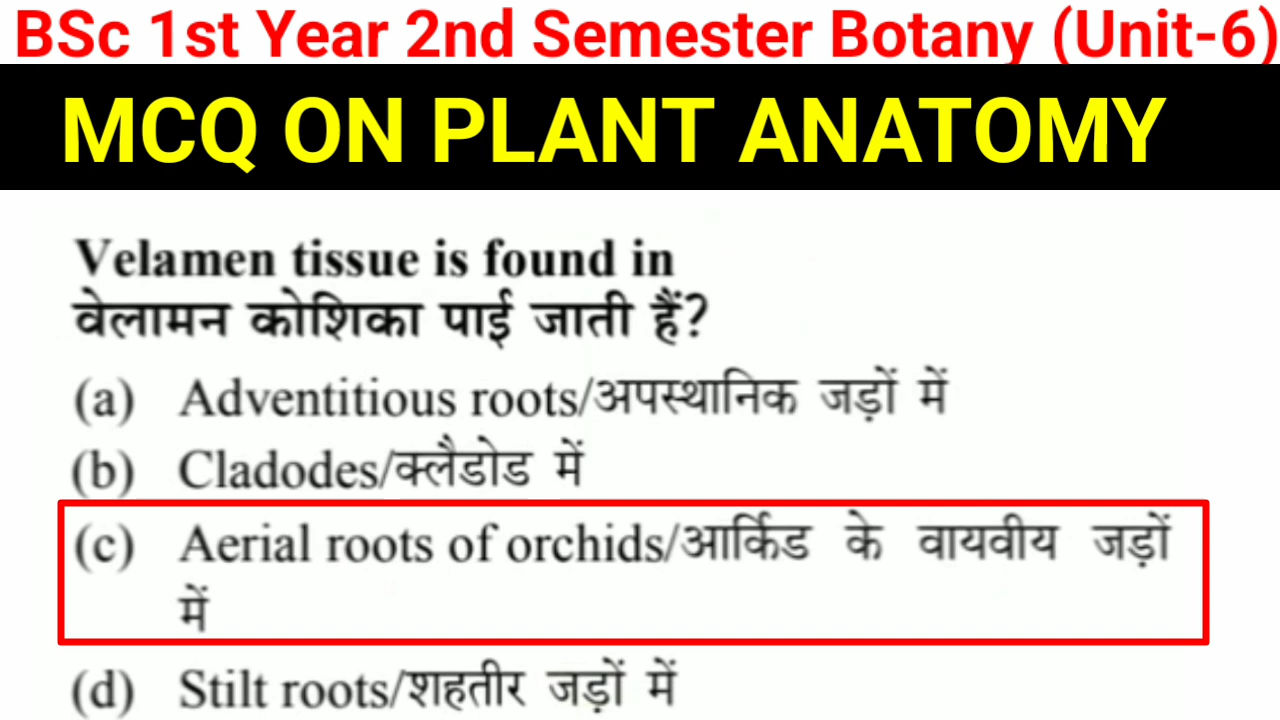 BSc 1st Year 2nd Semester Botany (Unit-6)
MCQ ON PLANT ANATOMY
Velamen tissue is found in
वेलामन कोशिका पाई जाती हैं?
(a) Adventitious roots/अपस्थानिक जड़ों में
(b) Cladodes/क्लैडोड में
(c) Aerial roots of orchids/आर्किड के वायवीय जड़ों
में
(d) Stilt roots/शहतीर जड़ों में